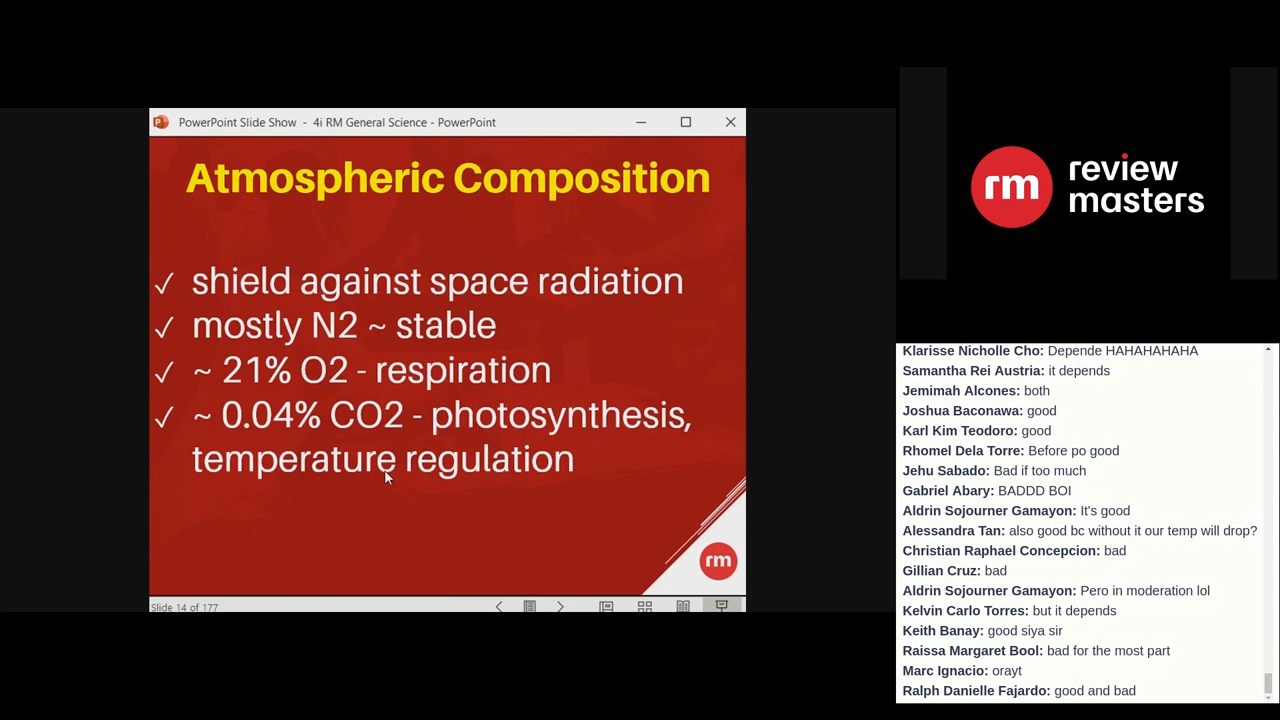 PowerPoint Slide Show - 4i RM General Science - PowerPoint
Atmospheric Composition
✓ shield against space radiation
✓ mostly N2 ~ stable
✓ ~ 21% O2 - respiration
✓ ~ 0.04% CO2 - photosynthesis,
temperature regulation
rm
Slide 14 of 177
rm
review
masters
Klarisse Nicholle Cho: Depende HAHAHAHAHA
Samantha Rei Austria: it depends
Jemimah Alcones: both
Joshua Baconawa: good
Karl Kim Teodoro: good
Rhomel Dela Torre: Before po good
Jehu Sabado: Bad if too much
Gabriel Abary: BADDD BOI
Aldrin Sojourner Gamayon: It's good
Alessandra Tan: also good bc without it our temp will drop?
Christian Raphael Concepcion: bad
Gillian Cruz: bad
Aldrin Sojourner Gamayon: Pero in moderation lol
Kelvin Carlo Torres: but it depends
Keith Banay: good siya sir
Raissa Margaret Bool: bad for the most part
Marc Ignacio: orayt
Ralph Danielle Fajardo: good and bad